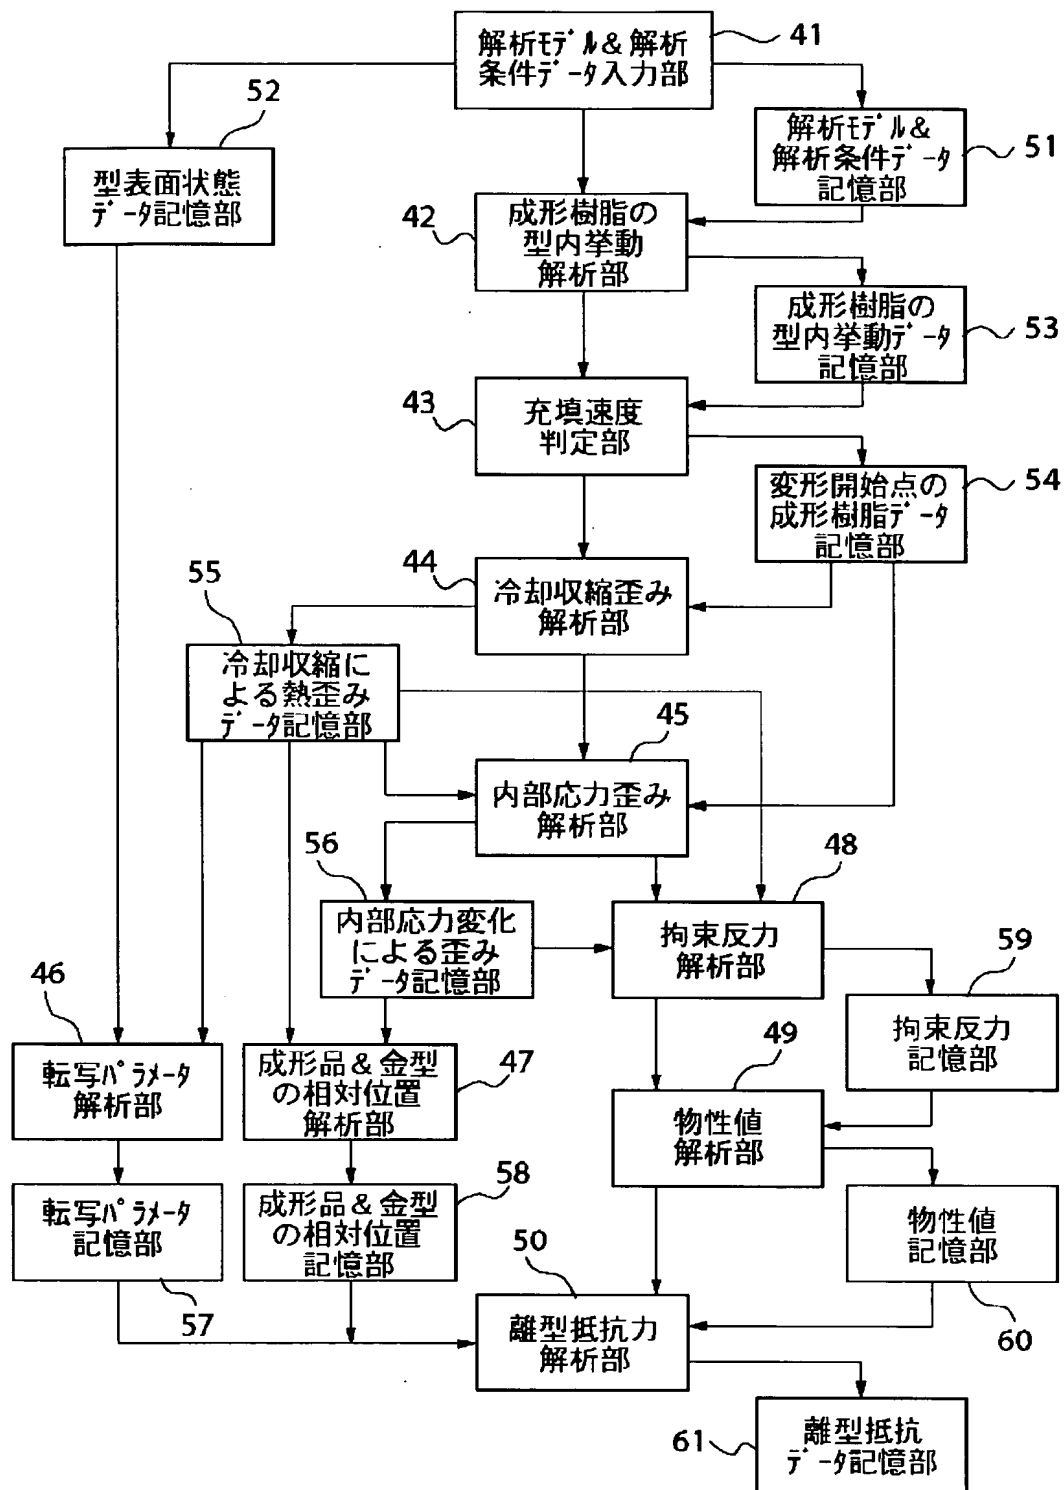 解析ﾓﾃﾞﾙ&解析
条件ﾃﾞｰﾀ入力部
41
52
型表面状態
ﾃﾞｰﾀ記憶部
解析ﾓﾃﾞﾙ&
解析条件ﾃﾞｰﾀ
記憶部
51
42
成形樹脂の
型内挙動
解析部
成形樹脂の
型内挙動ﾃﾞｰﾀ
記憶部
53
43
充填速度
判定部
変形開始点の
成形樹脂ﾃﾞｰﾀ
記憶部
54
44
冷却収縮歪み
解析部
55
冷却収縮に
よる熱歪み
ﾃﾞｰﾀ記憶部
45
内部応力歪み
解析部
56
内部応力変化
による歪み
ﾃﾞｰﾀ記憶部
48
拘束反力
解析部
59
拘束反力
記憶部
46
転写ﾊﾟﾗﾒｰﾀ
解析部
成形品&金型
の相対位置
解析部
47
49
物性値
解析部
転写ﾊﾟﾗﾒｰﾀ
記憶部
57
成形品&金型
の相対位置
記憶部
58
物性値
記憶部
60
50
離型抵抗力
解析部
61
離型抵抗
ﾃﾞｰﾀ記憶部